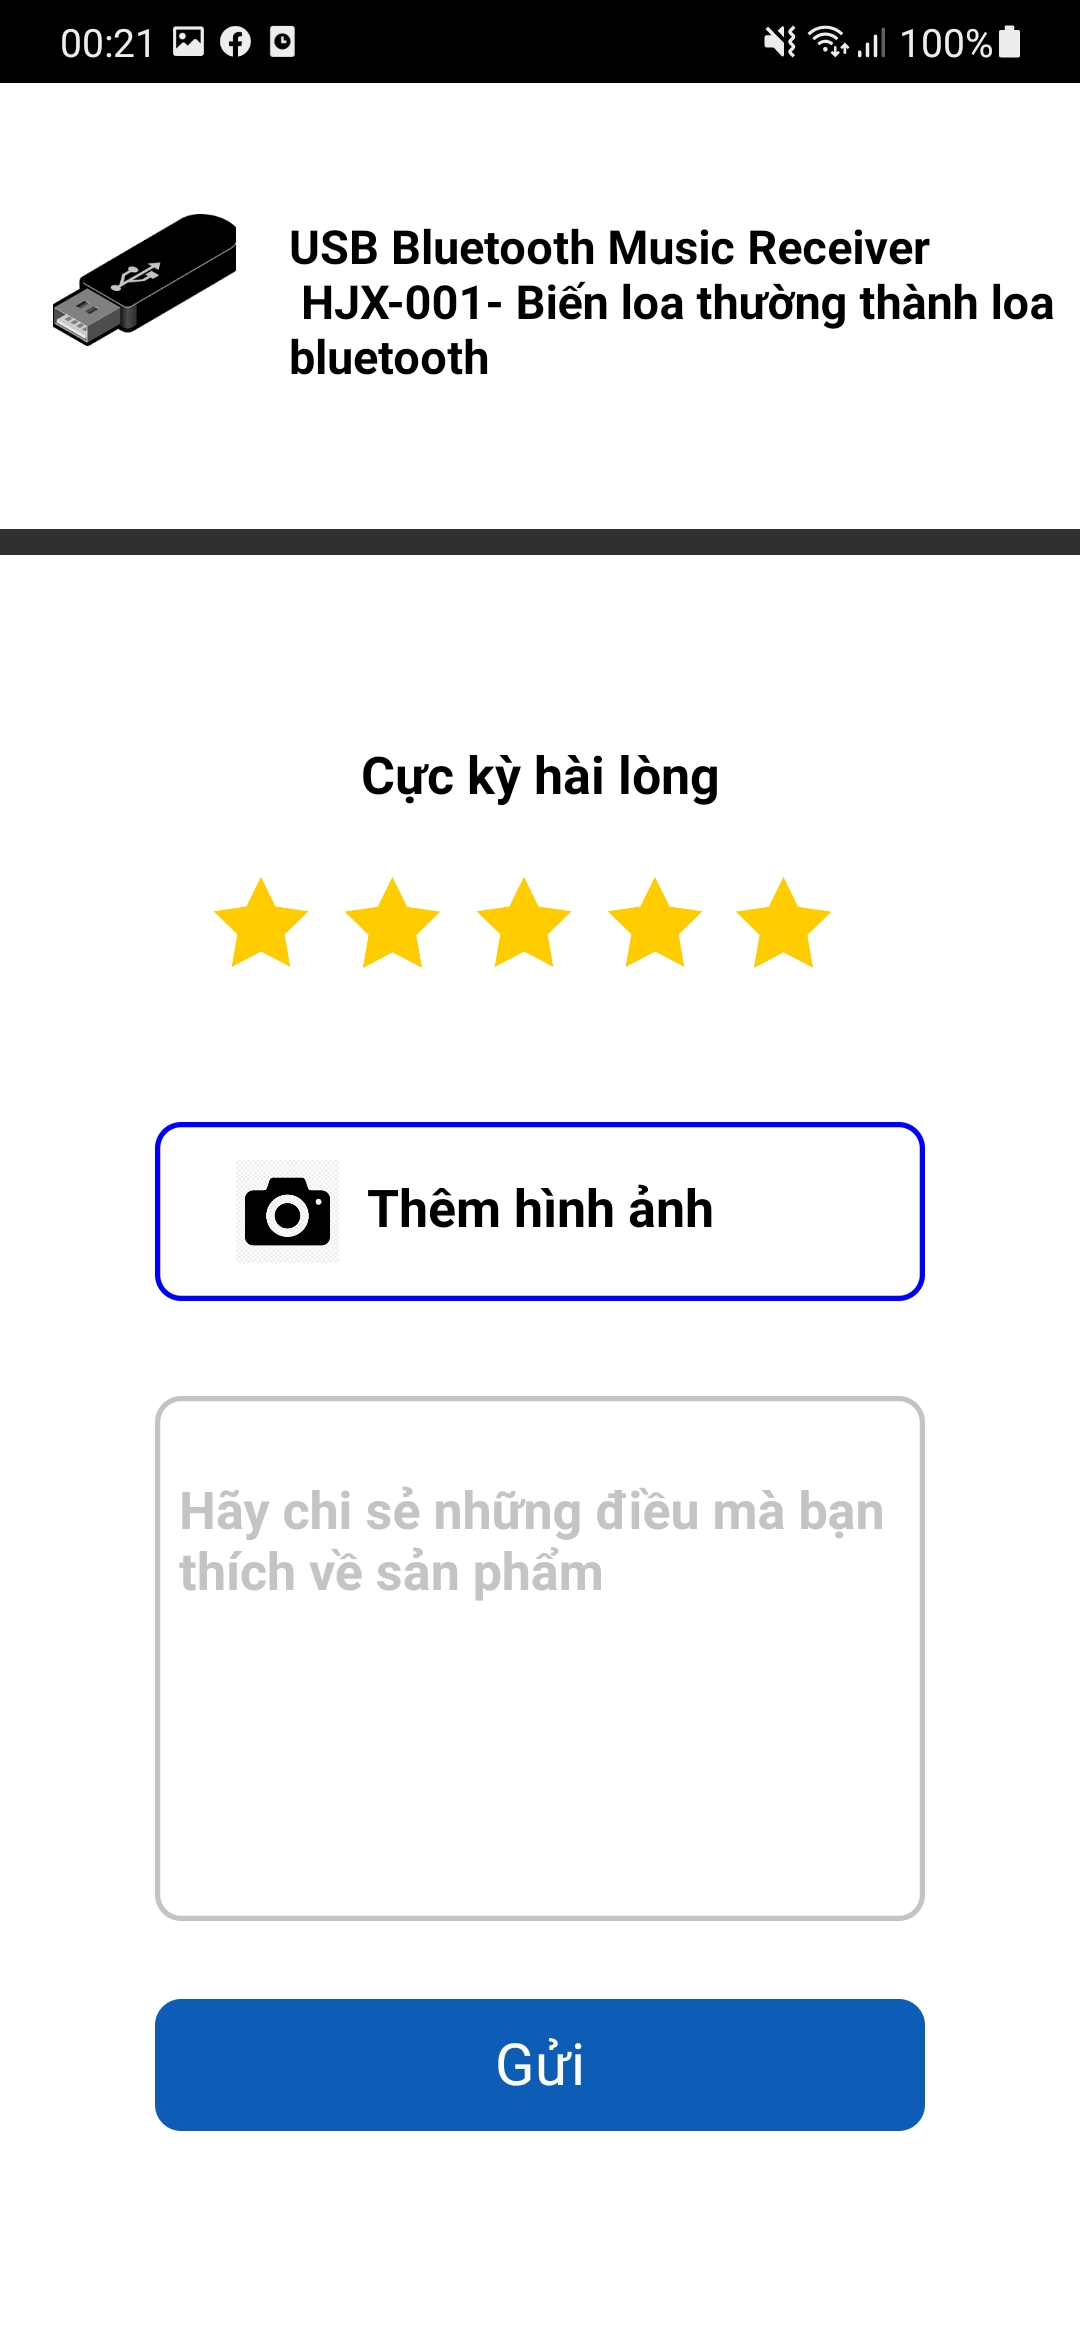 00:21 100%
USB Bluetooth Music Receiver
HJX-001- Biến loa thường thành loa
bluetooth
Cực kỳ hài lòng
Thêm hình ảnh
Hãy chi sẻ những điều mà bạn
thích về sản phẩm
Gửi